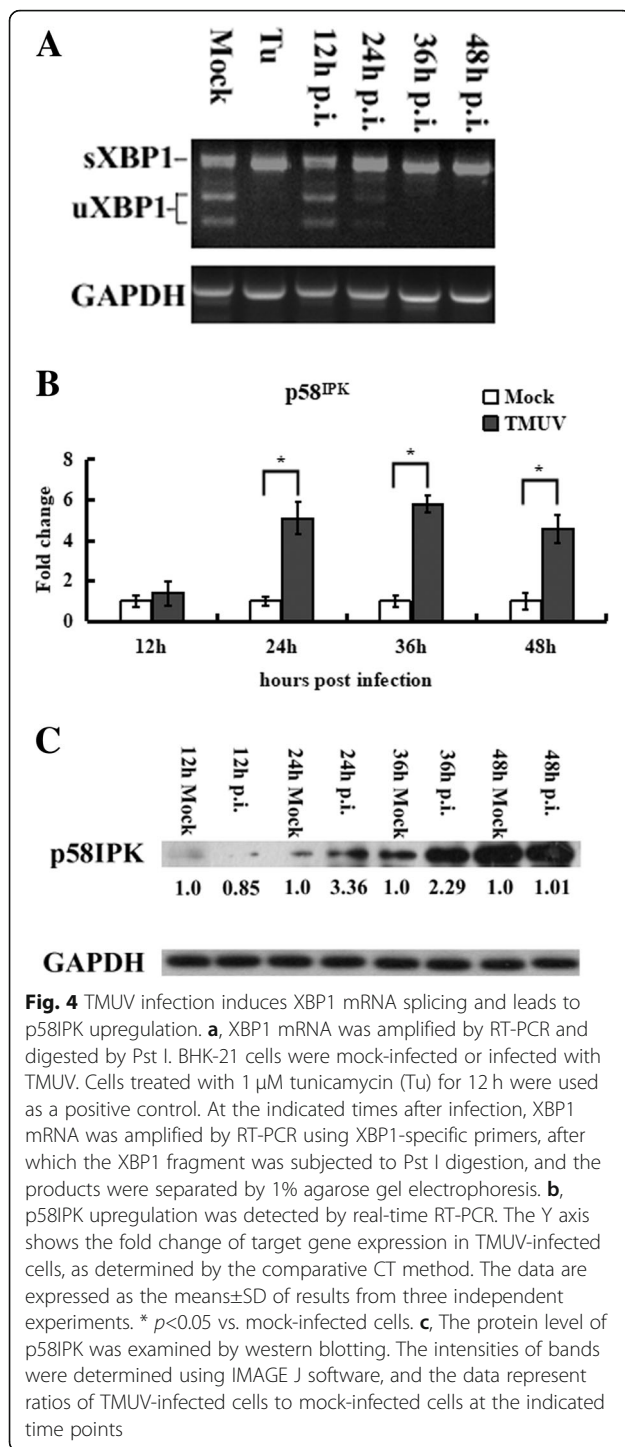 A
Mock Tu 12h p.i. 24h p.i. 36h p.i. 48h p.i.
sXBP1-
uXBP1-[
GAPDH
B
p58IPK
Mock
TMUV
Fold change
8
6
4
2
0
* * *
12h 24h 36h 48h
hours post infection
C
12h Mock 12h p.i. 24h Mock 24h p.i. 36h Mock 36h p.i. 48h Mock 48h p.i.
p58IPK
1.0 0.85 1.0 3.36 1.0 2.29 1.0 1.01
GAPDH
Fig. 4 TMUV infection induces XBP1 mRNA splicing and leads to
p58IPK upregulation. a, XBP1 mRNA was amplified by RT-PCR and
digested by Pst I. BHK-21 cells were mock-infected or infected with
TMUV. Cells treated with 1 μM tunicamycin (Tu) for 12 h were used
as a positive control. At the indicated times after infection, XBP1
mRNA was amplified by RT-PCR using XBP1-specific primers, after
which the XBP1 fragment was subjected to Pst I digestion, and the
products were separated by 1% agarose gel electrophoresis. b,
p58IPK upregulation was detected by real-time RT-PCR. The Y axis
shows the fold change of target gene expression in TMUV-infected
cells, as determined by the comparative CT method. The data are
expressed as the means±SD of results from three independent
experiments. * p<0.05 vs. mock-infected cells. c, The protein level of
p58IPK was examined by western blotting. The intensities of bands
were determined using IMAGE J software, and the data represent
ratios of TMUV-infected cells to mock-infected cells at the indicated
time points